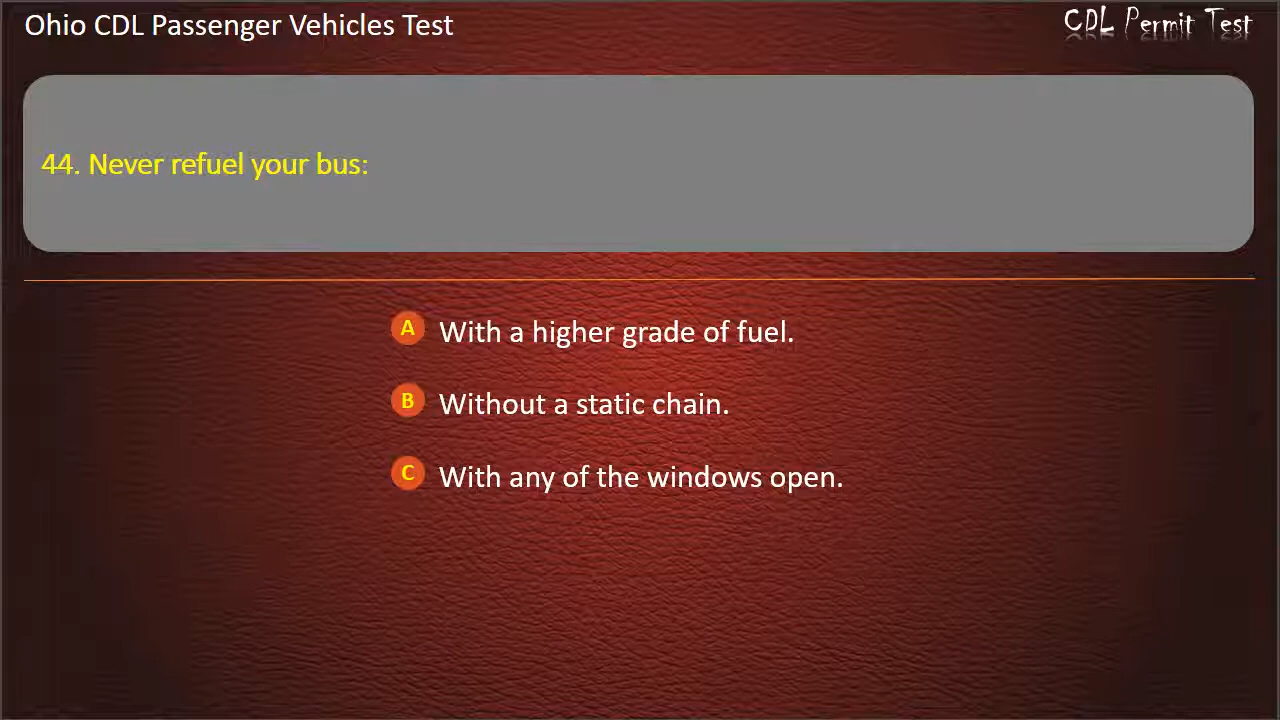 Ohio CDL Passenger Vehicles Test
CDL Permit Test
44. Never refuel your bus:
A With a higher grade of fuel.
B Without a static chain.
C With any of the windows open.